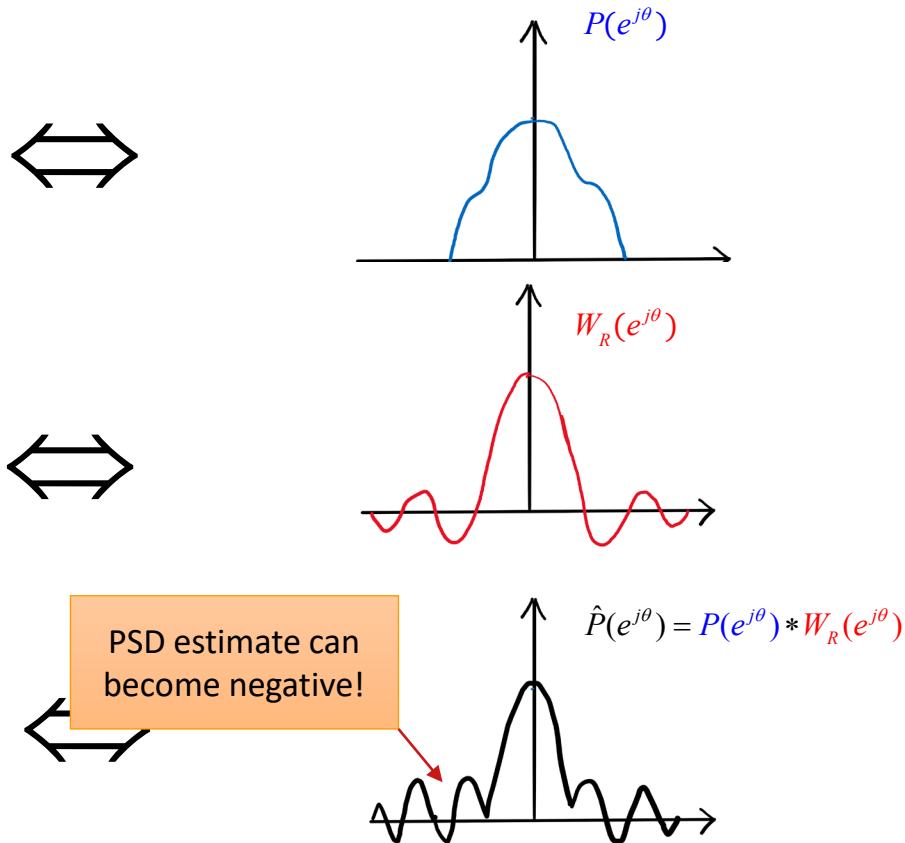 P(e^{jθ})
W_R(e^{jθ})
PSD estimate can
become negative!
P̂(e^{jθ}) = P(e^{jθ}) * W_R(e^{jθ})